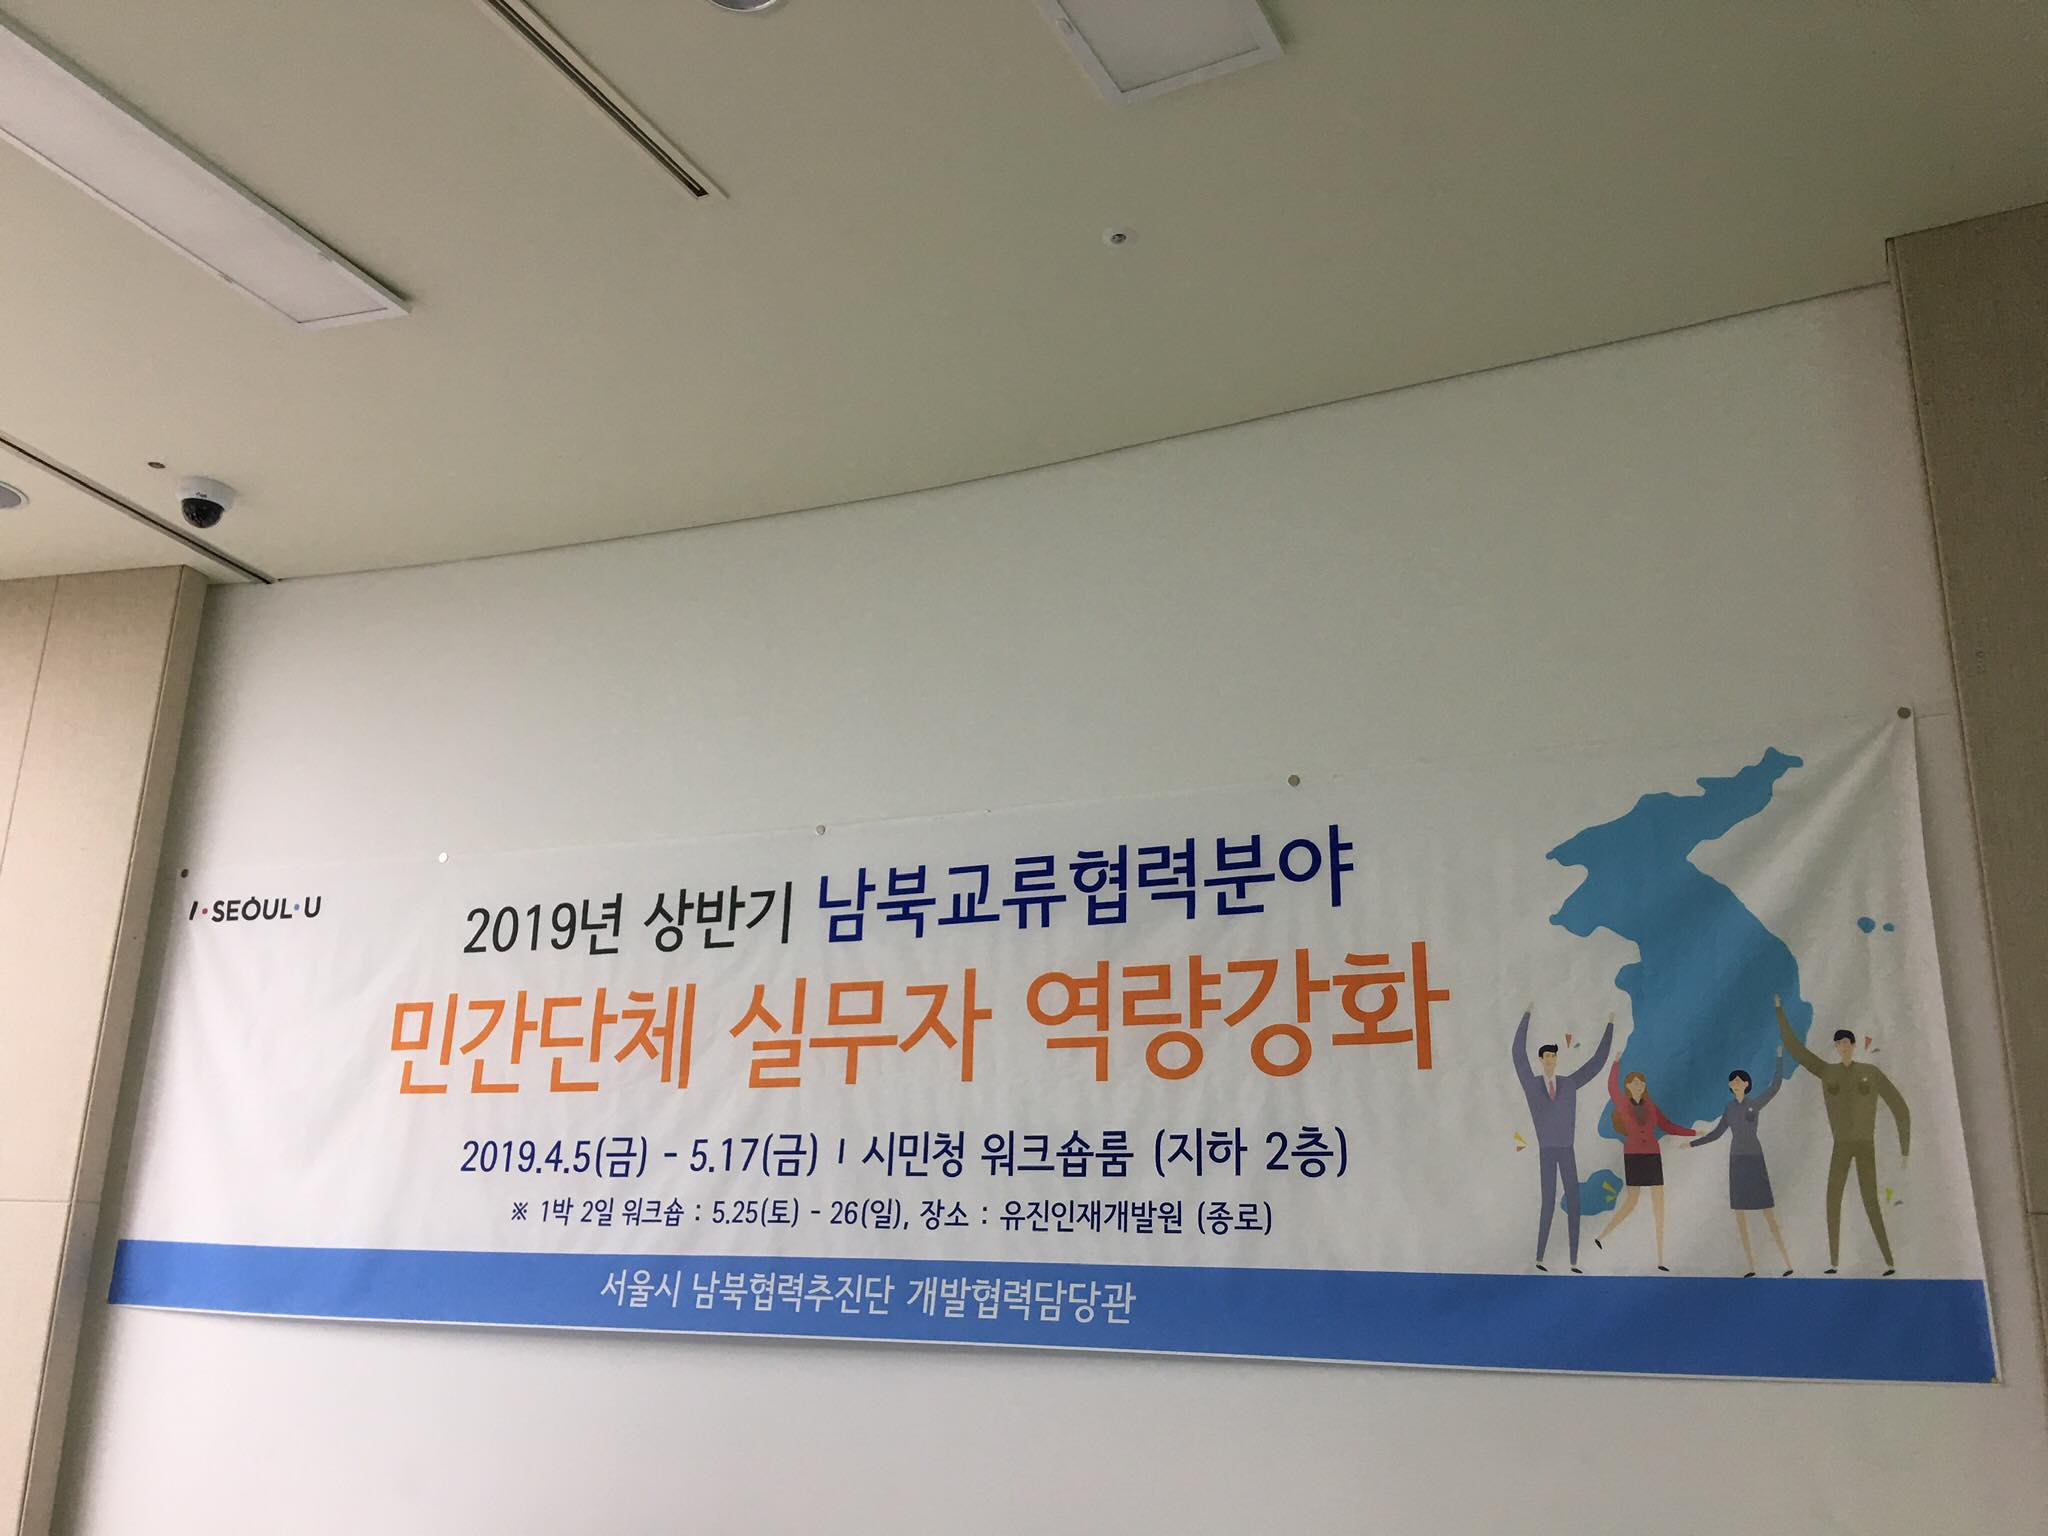 I·SEOUL·U
2019년 상반기 남북교류협력분야
민간단체 실무자 역량강화
2019.4.5(금) - 5.17(금) ı 시민청 워크숍룸 (지하 2층)
※ 1박 2일 워크숍 : 5.25(토) - 26(일), 장소 : 유진인재개발원 (종로)
서울시 남북협력추진단 개발협력담당관